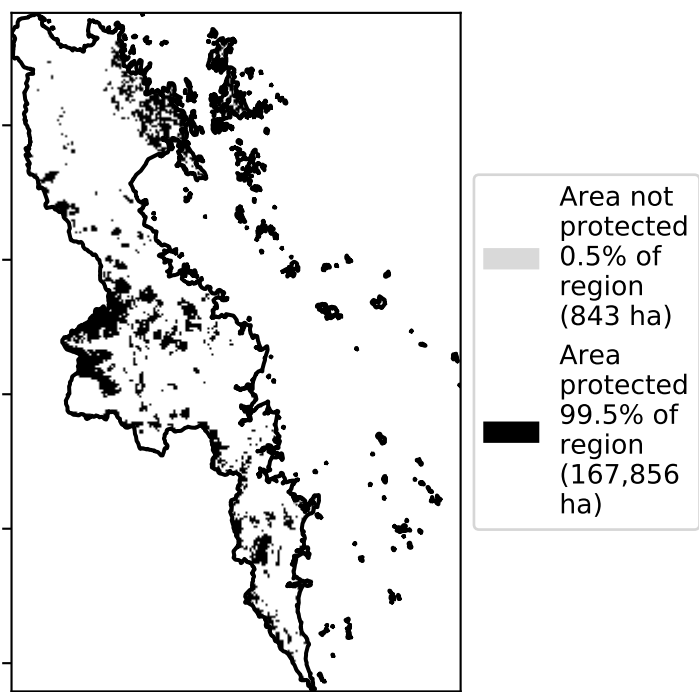 Area not
protected
0.5% of
region
(843 ha)
Area
protected
99.5% of
region
(167,856
ha)